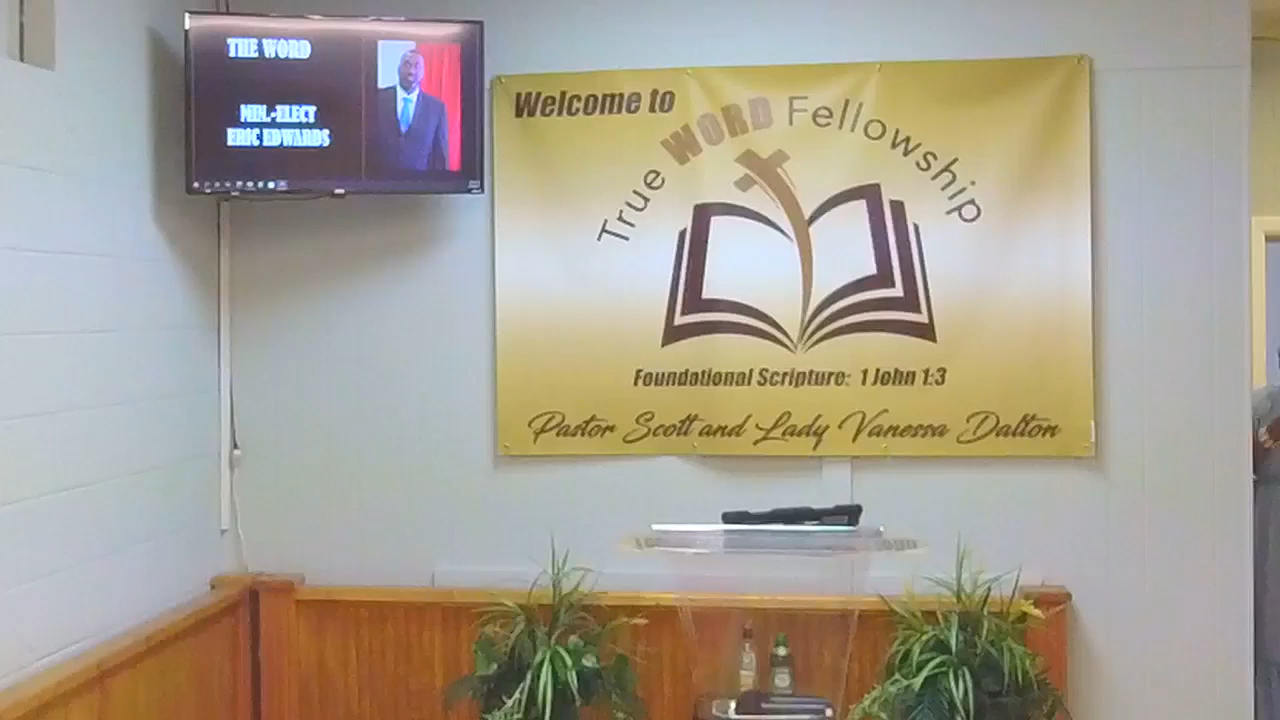 THE WORD
MIN.-ELECT
ERIC EDWARDS
Welcome to
True WORD Fellowship
Foundational Scripture: 1 John 1:3
Pastor Scott and Lady Vanessa Dalton